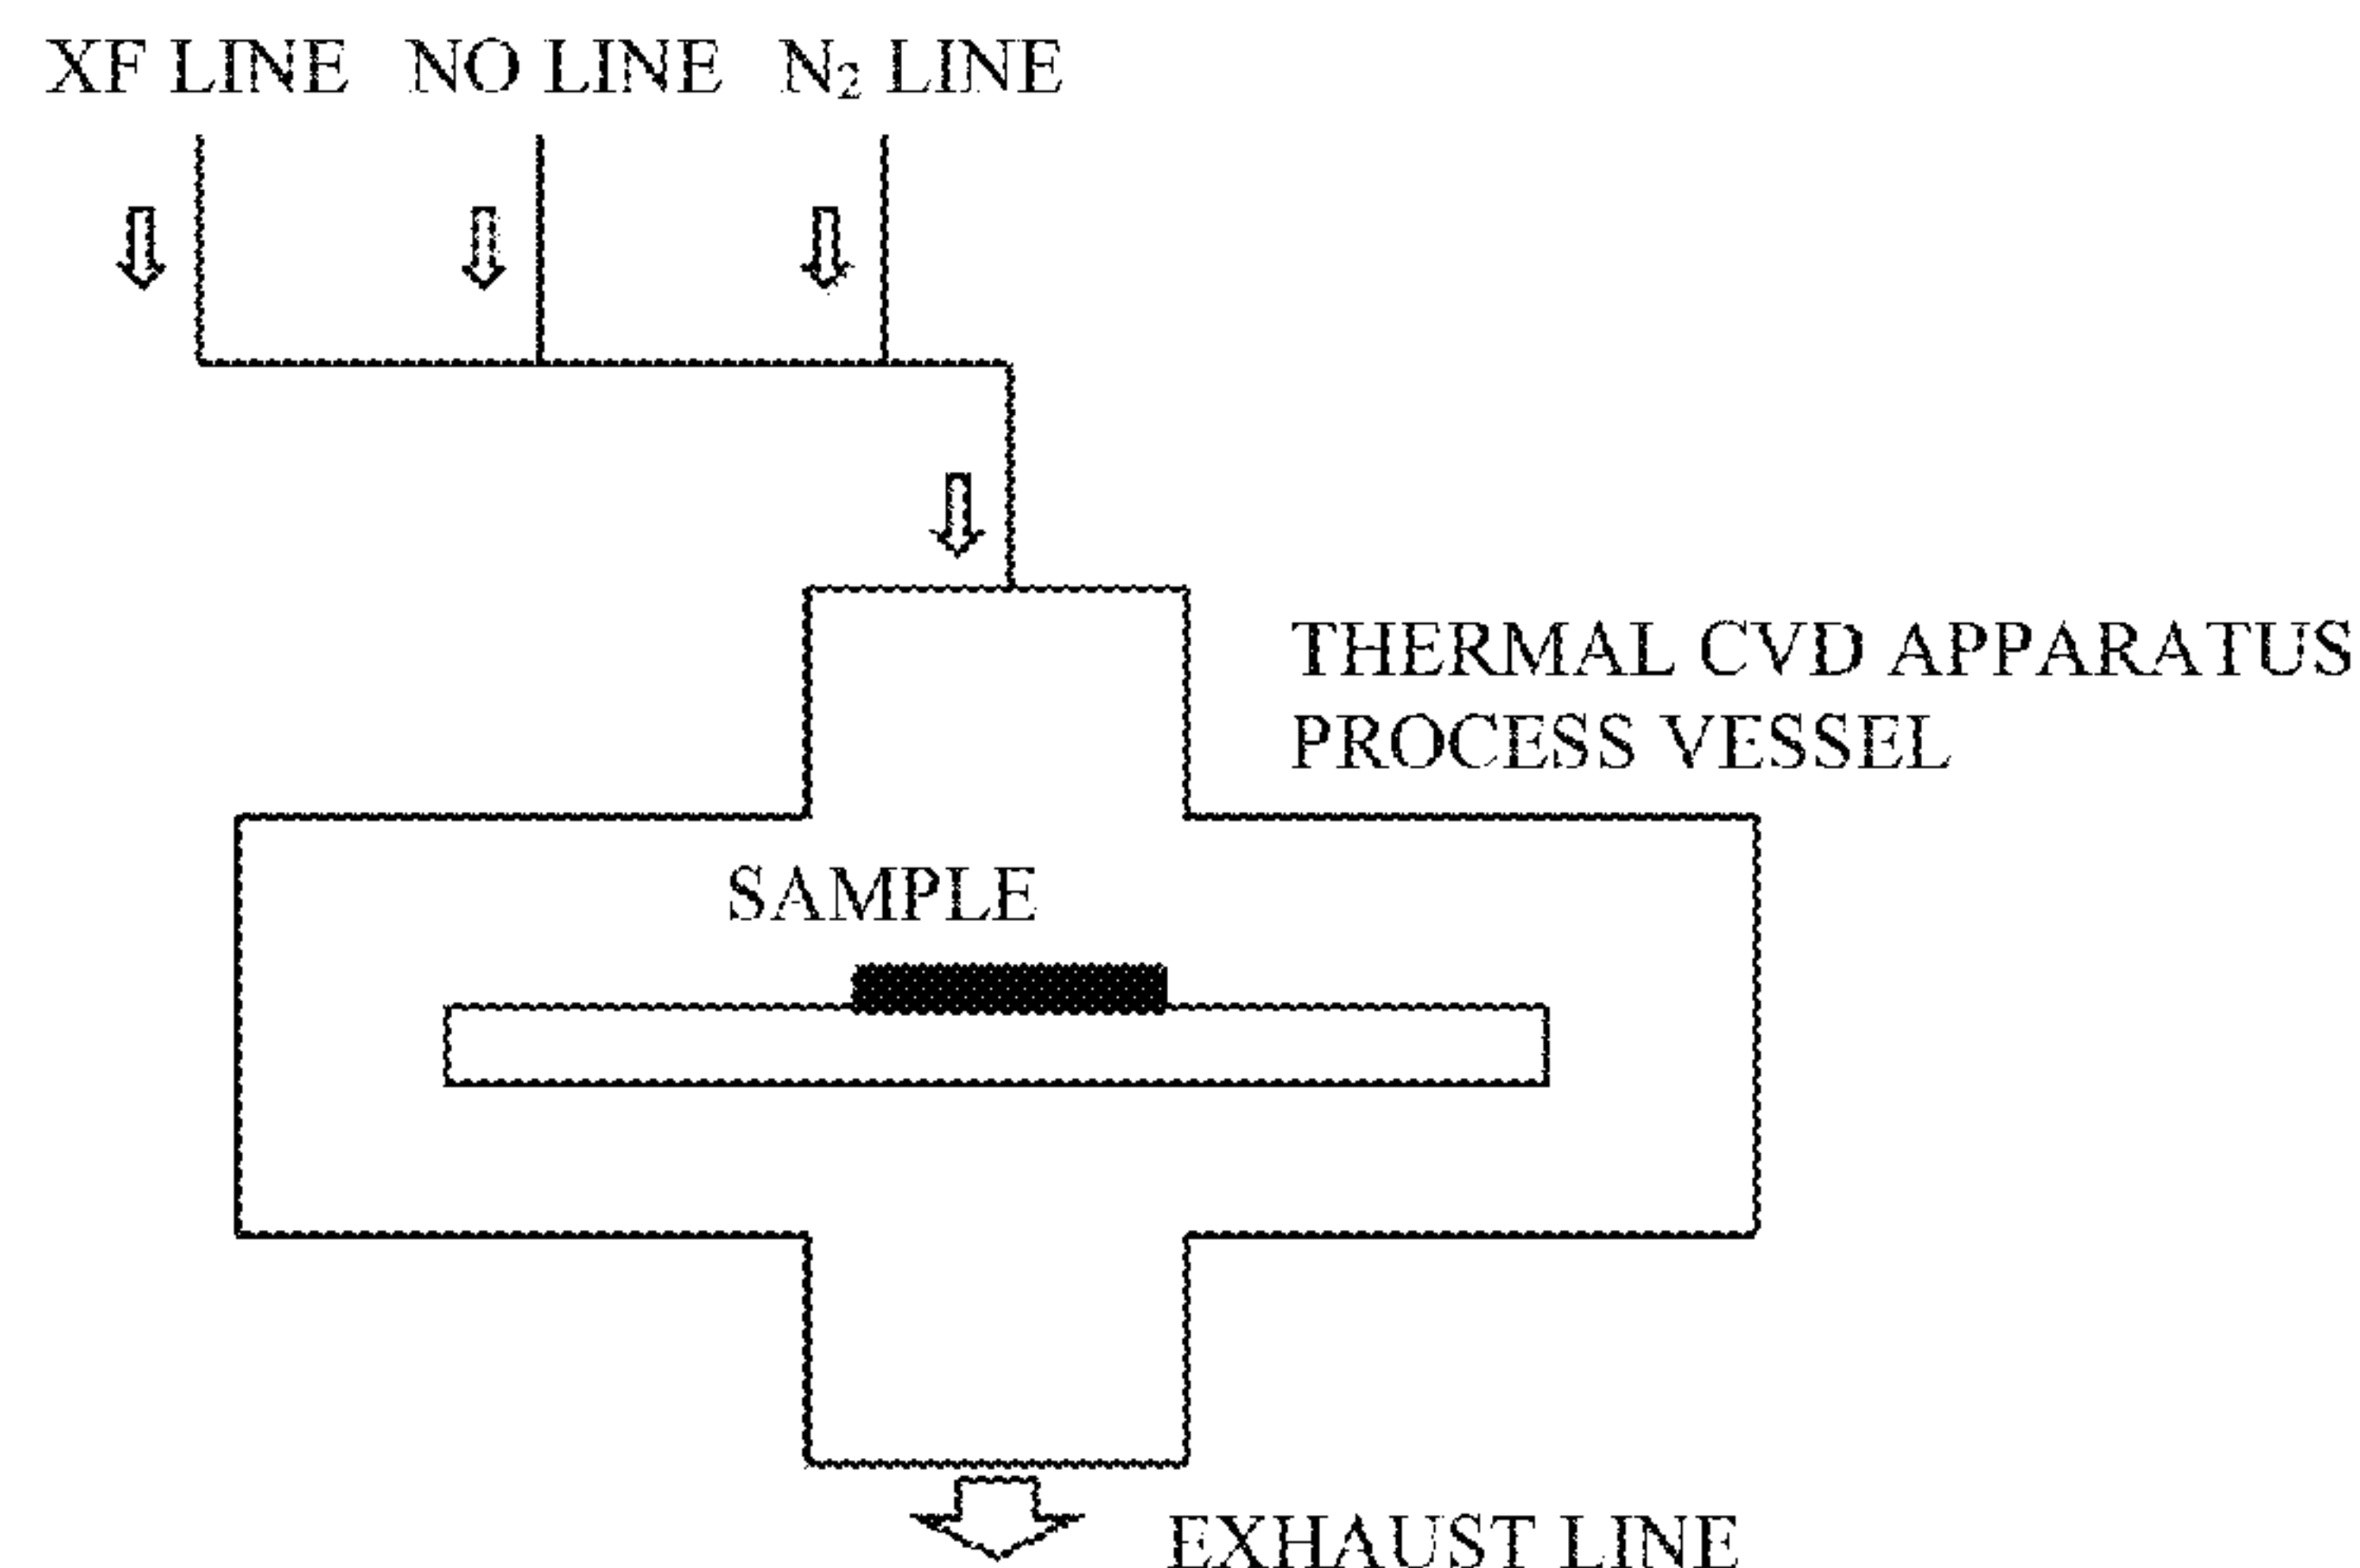 XF LINE NO LINE N₂ LINE
THERMAL CVD APPARATUS
PROCESS VESSEL
SAMPLE
EXHAUST LINE